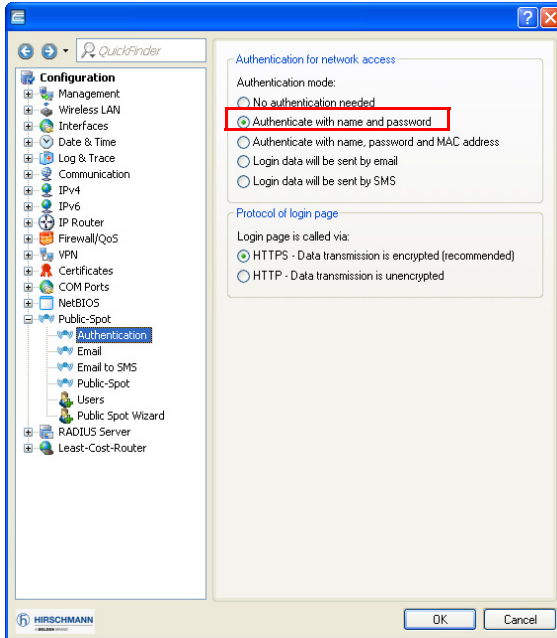 QuickFinder
Configuration
Management
Wireless LAN
Interfaces
Date & Time
Log & Trace
Communication
IPv4
IPv6
IP Router
Firewall/QoS
VPN
Certificates
COM Ports
NetBIOS
Public-Spot
Authentication
Email
Email to SMS
Public-Spot
Users
Public Spot Wizard
RADIUS Server
Least-Cost-Router
Authentication for network access
Authentication mode:
No authentication needed
Authenticate with name and password
Authenticate with name, password and MAC address
Login data will be sent by email
Login data will be sent by SMS
Protocol of login page
Login page is called via:
HTTPS - Data transmission is encrypted (recommended)
HTTP - Data transmission is unencrypted
HIRSCHMANN
OK
Cancel